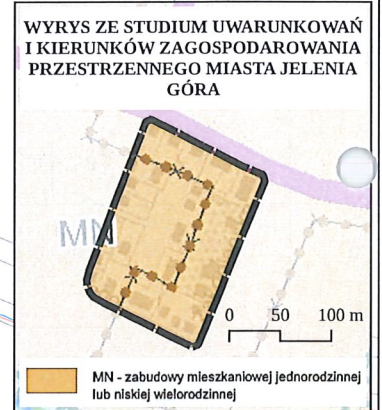 WYRYS ZE STUDIUM UWARUNKOWAŃ
I KIERUNKÓW ZAGOSPODAROWANIA
PRZESTRZENNEGO MIASTA JELENIA
GÓRA
MN
0 50 100 m
MN - zabudowy mieszkaniowej jednorodzinnej
lub niskiej wielorodzinnej